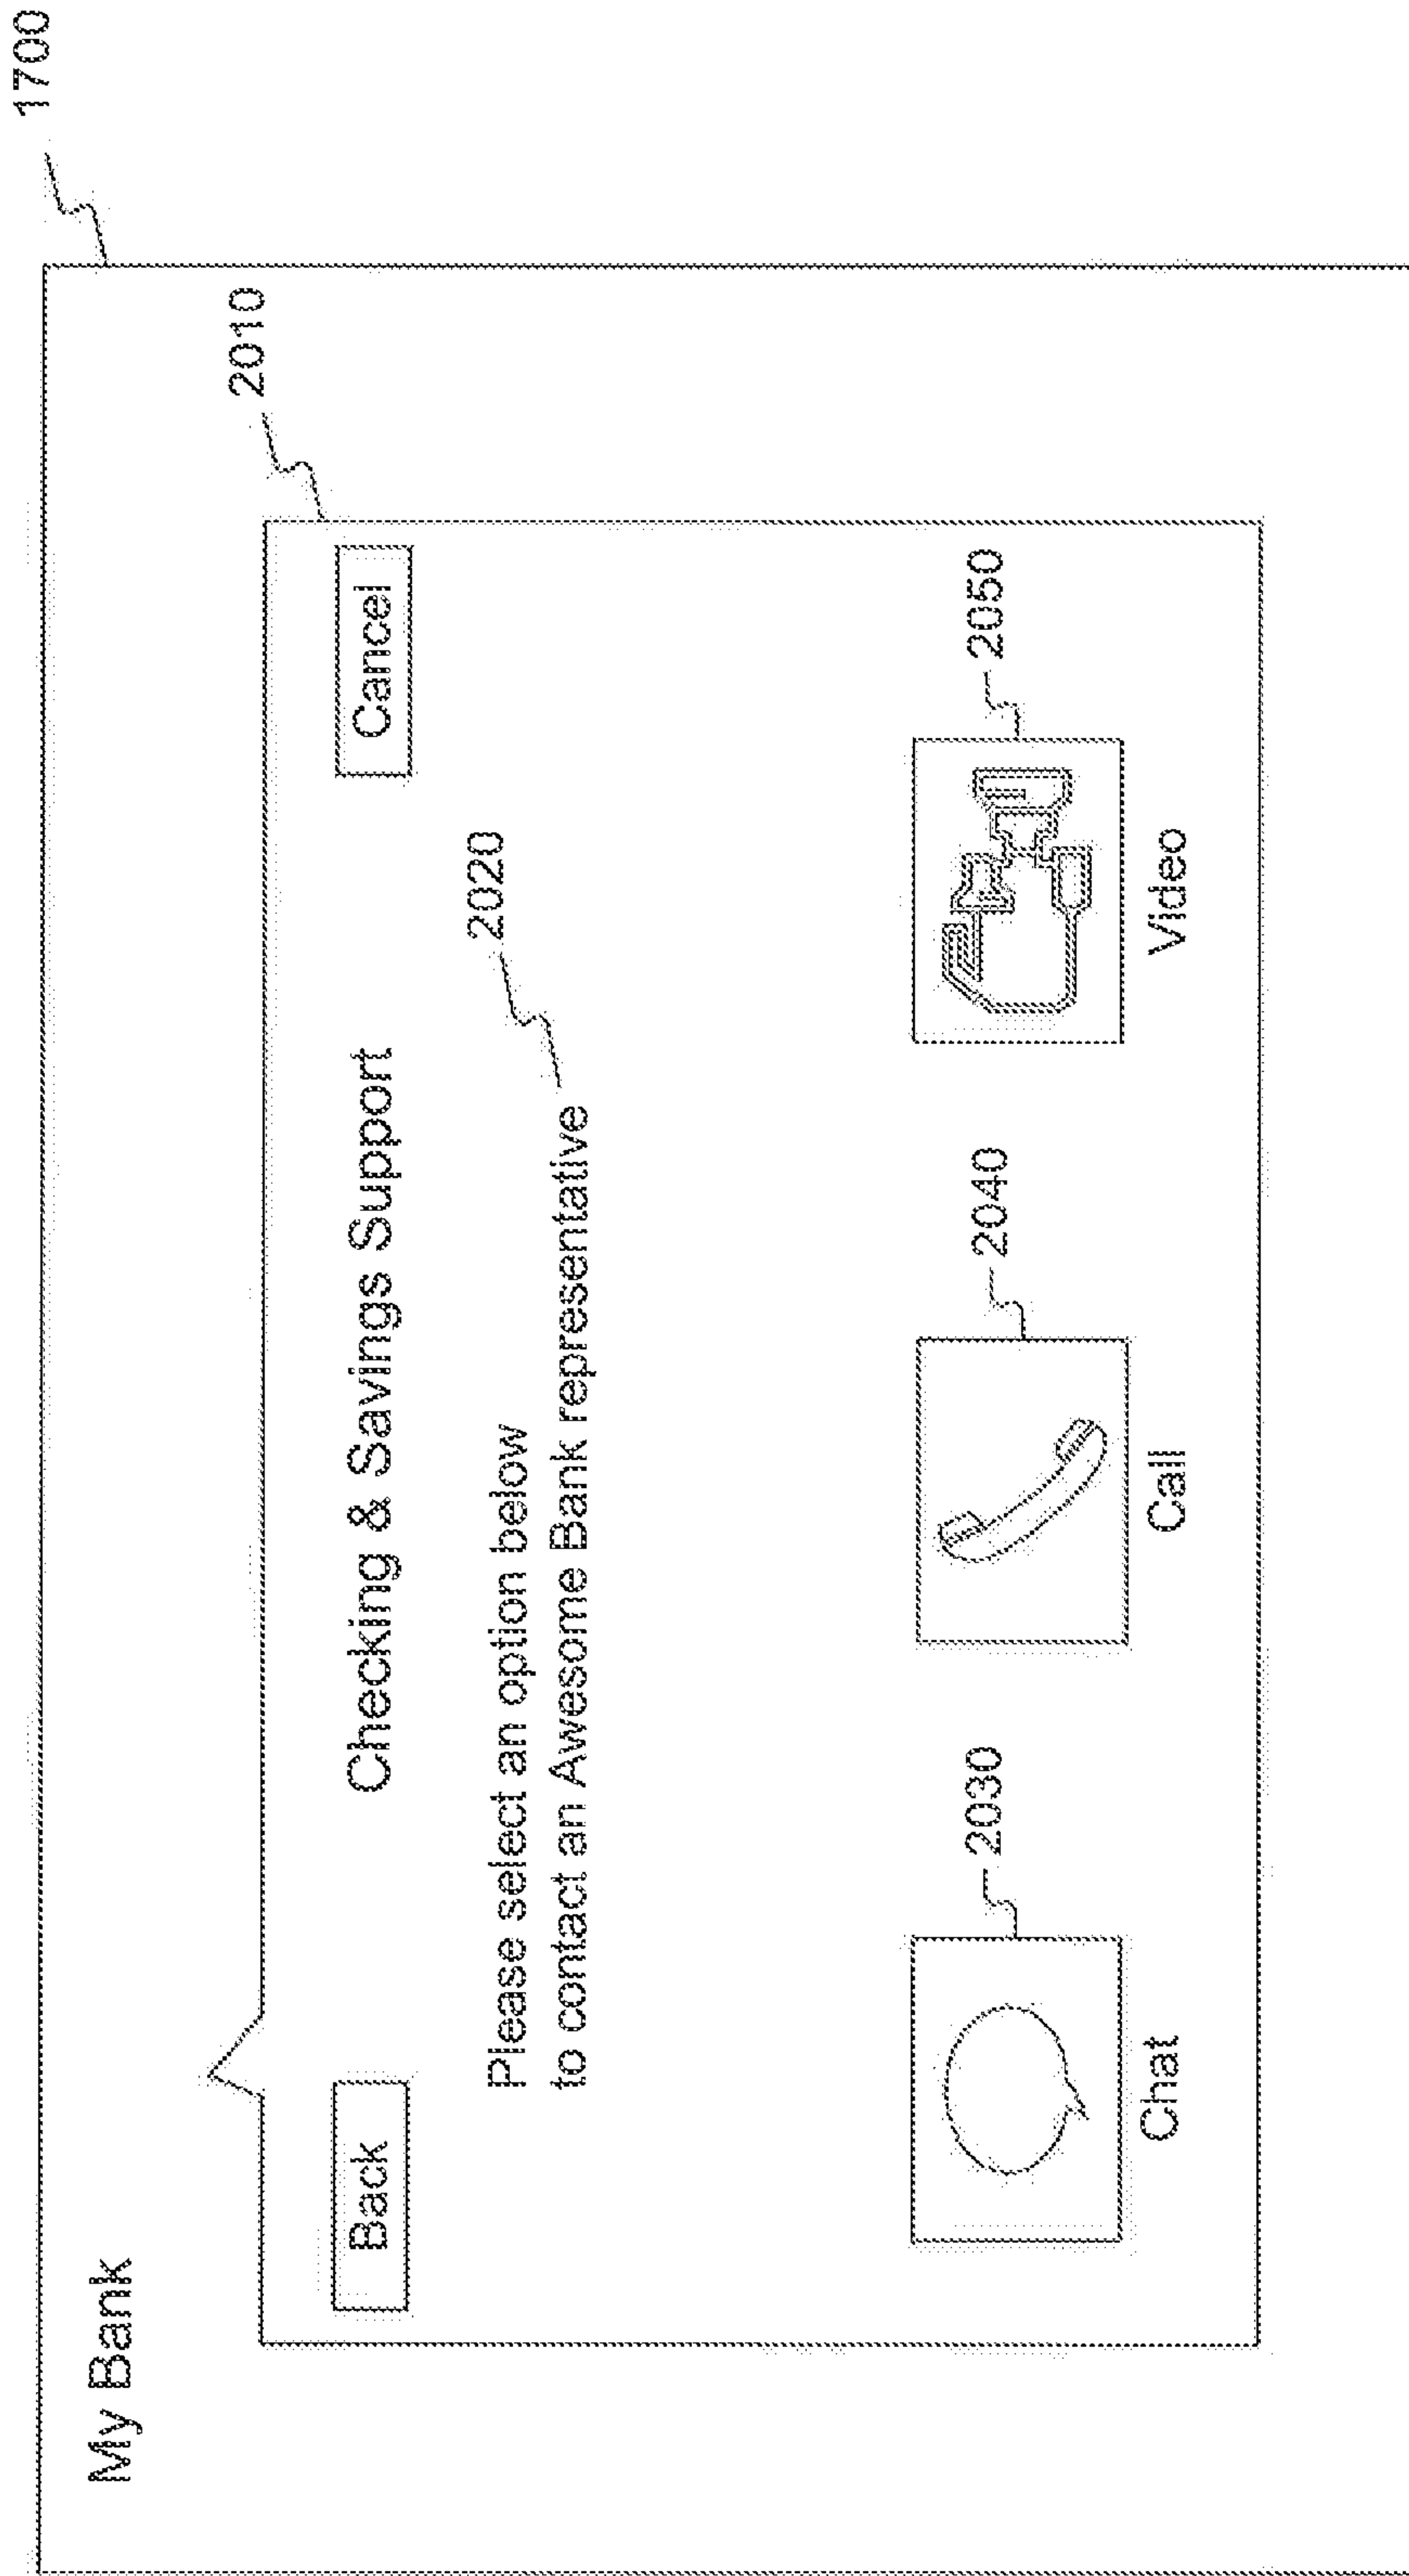 1700
My Bank
2010
Back
Checking & Savings Support
Cancel
2020
Please select an option below
to contact an Awesome Bank representative
2030
2040
2050
Chat
Call
Video